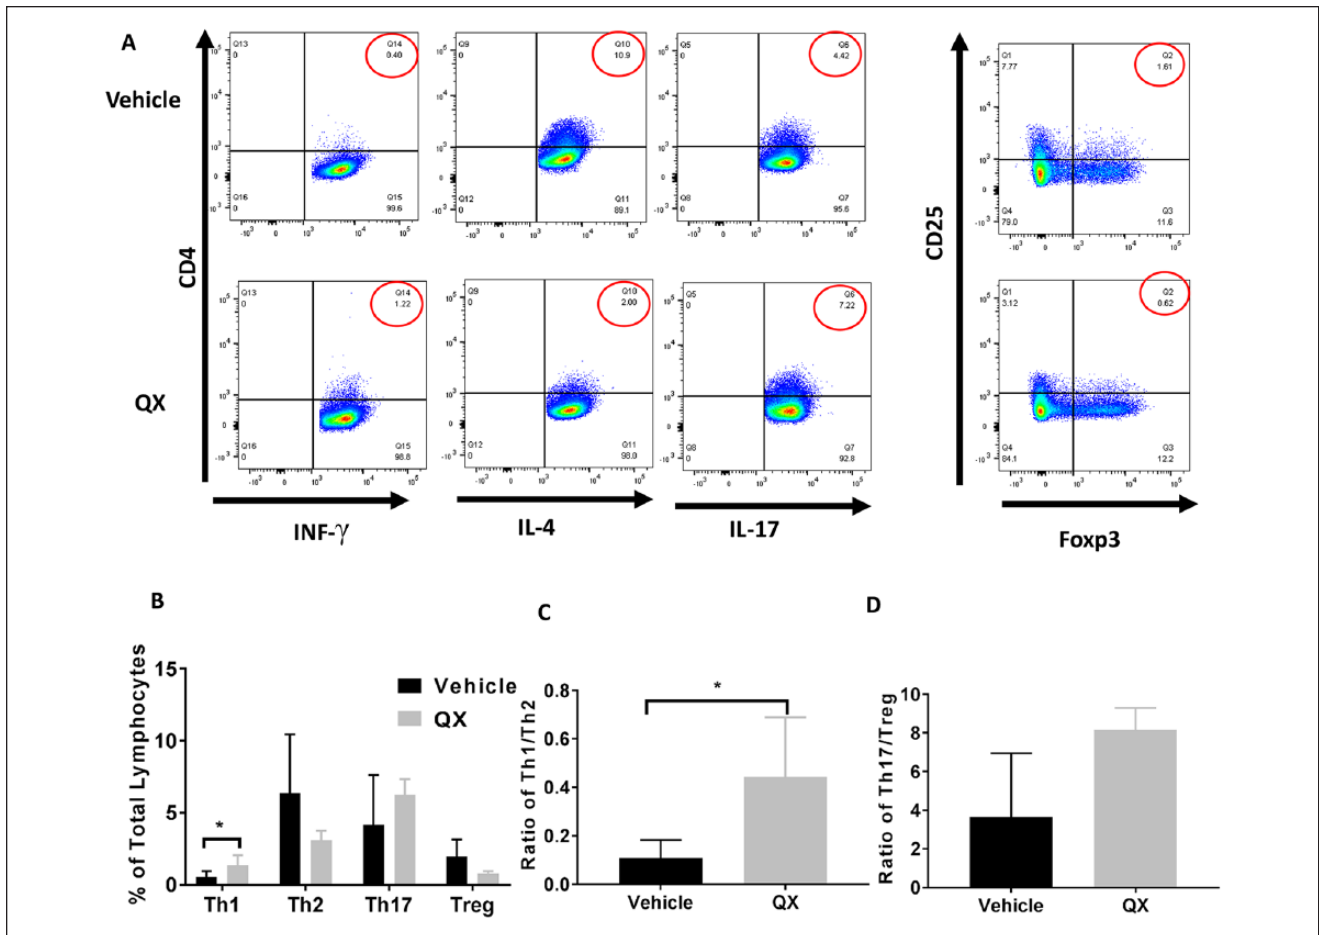 A
Vehicle
CD4
Q13
0
Q14
0.40
Q16
0
Q15
99.6
Q9
0
Q10
10.9
Q12
0
Q11
89.1
Q5
0
Q6
4.42
Q8
0
Q7
95.6
CD25
Q1
7.77
Q2
1.61
Q4
79.0
Q3
11.6
QX
Q13
0
Q14
1.22
Q16
0
Q15
98.8
Q9
0
Q10
2.00
Q12
0
Q11
98.0
Q5
0
Q6
7.22
Q8
0
Q7
92.8
Q1
3.12
Q2
0.62
Q4
84.1
Q3
12.2
INF-γ
IL-4
IL-17
Foxp3
B
% of Total Lymphocytes
15
10
5
0
Vehicle
QX
*
Th1 Th2 Th17 Treg
C
Ratio of Th1/Th2
0.8
0.6
0.4
0.2
0.0
*
Vehicle QX
D
Ratio of Th17/Treg
10
8
6
4
2
0
Vehicle QX